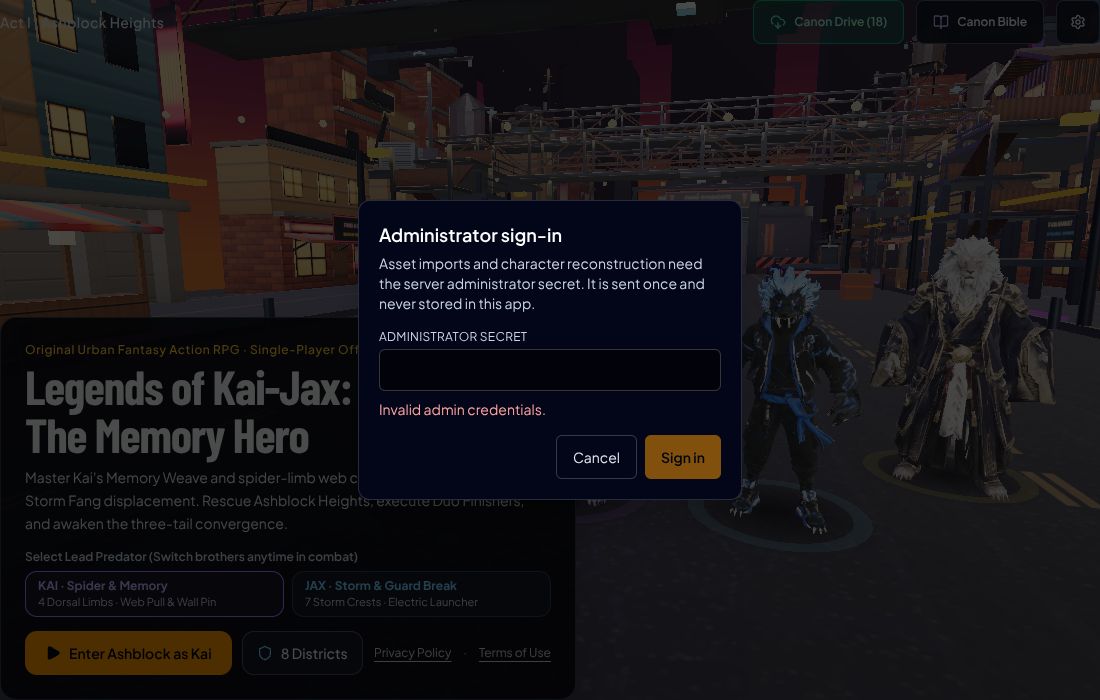 Act I
Ashblock Heights
Canon Drive (18)
Canon Bible
Administrator sign-in
Asset imports and character reconstruction need
the server administrator secret. It is sent once and
never stored in this app.
ADMINISTRATOR SECRET
Invalid admin credentials.
Cancel
Sign in
Original Urban Fantasy Action RPG · Single-Player Off
Legends of Kai-Jax:
The Memory Hero
Master Kai's Memory Weave and spider-limb web c
Storm Fang displacement. Rescue Ashblock Heights, execute Duo Finishers,
and awaken the three-tail convergence.
Select Lead Predator (Switch brothers anytime in combat)
KAI · Spider & Memory
4 Dorsal Limbs · Web Pull & Wall Pin
JAX · Storm & Guard Break
7 Storm Crests · Electric Launcher
Enter Ashblock as Kai
8 Districts
Privacy Policy
·
Terms of Use